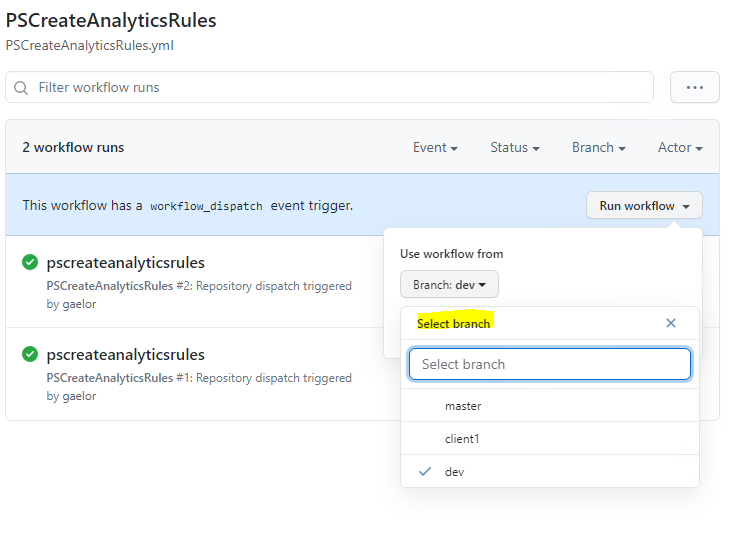 PSCreateAnalyticsRules
PSCreateAnalyticsRules.yml
Filter workflow runs
...
2 workflow runs Event Status Branch Actor
This workflow has a workflow_dispatch event trigger. Run workflow
Use workflow from
Branch: dev
Select branch
Select branch
master
client1
dev
pscreateanalyticsrules
PSCreateAnalyticsRules #2: Repository dispatch triggered
by gaelor
pscreateanalyticsrules
PSCreateAnalyticsRules #1: Repository dispatch triggered
by gaelor